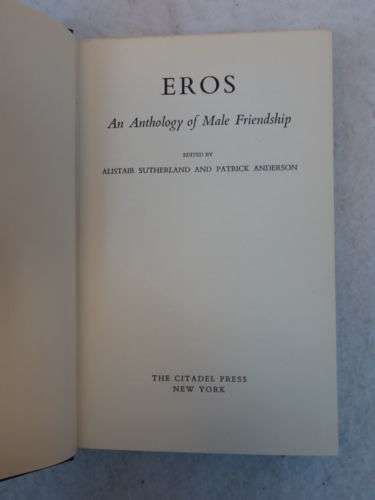 EROS
An Anthology of Male Friendship
EDITED BY
ALISTAIR SUTHERLAND AND PATRICK ANDERSON
THE CITADEL PRESS
NEW YORK